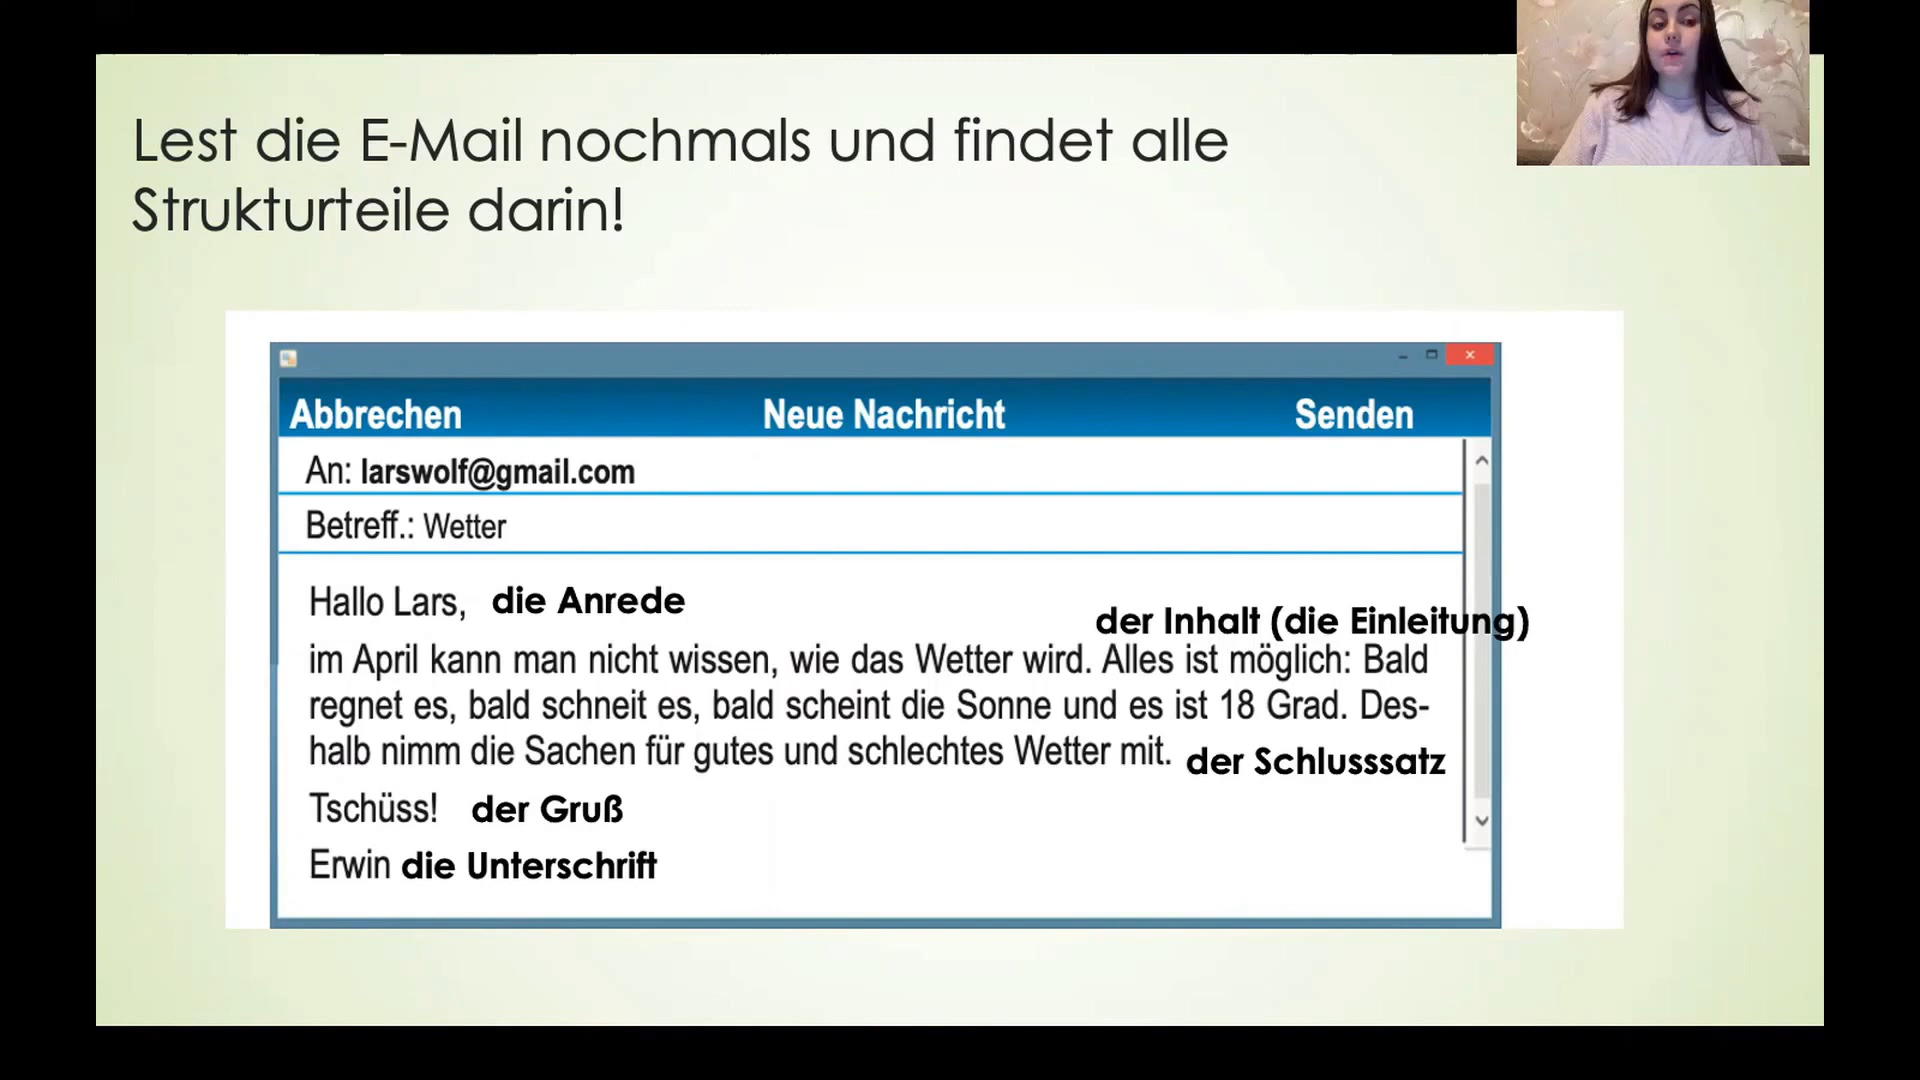 Lest die E-Mail nochmals und findet alle
Strukturteile darin!
Abbrechen Neue Nachricht Senden
An: larswolf@gmail.com
Betreff.: Wetter
Hallo Lars, die Anrede
der Inhalt (die Einleitung)
im April kann man nicht wissen, wie das Wetter wird. Alles ist möglich: Bald
regnet es, bald schneit es, bald scheint die Sonne und es ist 18 Grad. Des-
halb nimm die Sachen für gutes und schlechtes Wetter mit. der Schlusssatz
Tschüss! der Gruß
Erwin die Unterschrift